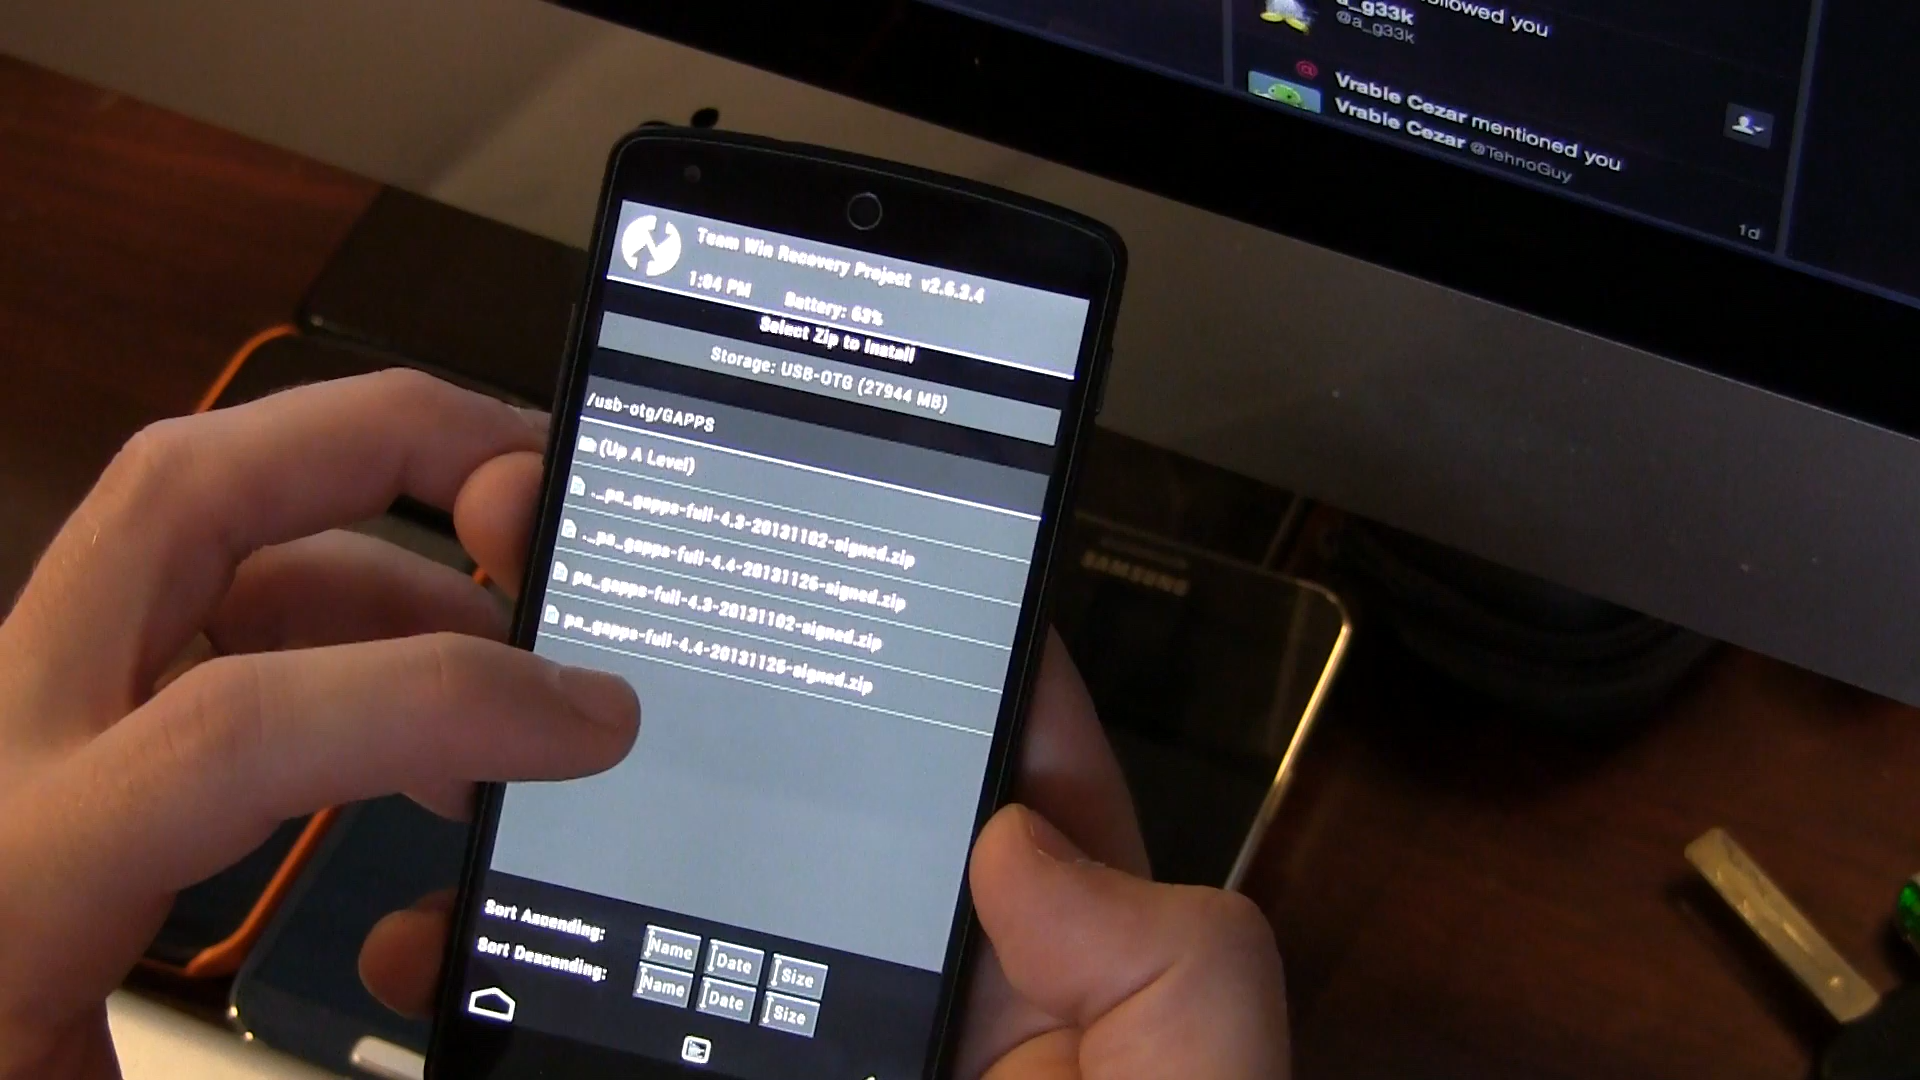 followed you
a_g33k
@a_g33k
Vrable Cezar mentioned you
Vrable Cezar @TehnoGuy
1d
Team Win Recovery Project v2.6.3.4
1:04 PM Battery: 63%
Select Zip to Install
Storage: USB-OTG (27944 MB)
/usb-otg/GAPPS
(Up A Level)
._pa_gapps-full-4.3-20131102-signed.zip
._pa_gapps-full-4.4-20131126-signed.zip
pa_gapps-full-4.3-20131102-signed.zip
pa_gapps-full-4.4-20131126-signed.zip
Sort Ascending: Name Date Size
Sort Descending: Name Date Size
SAMSUNG